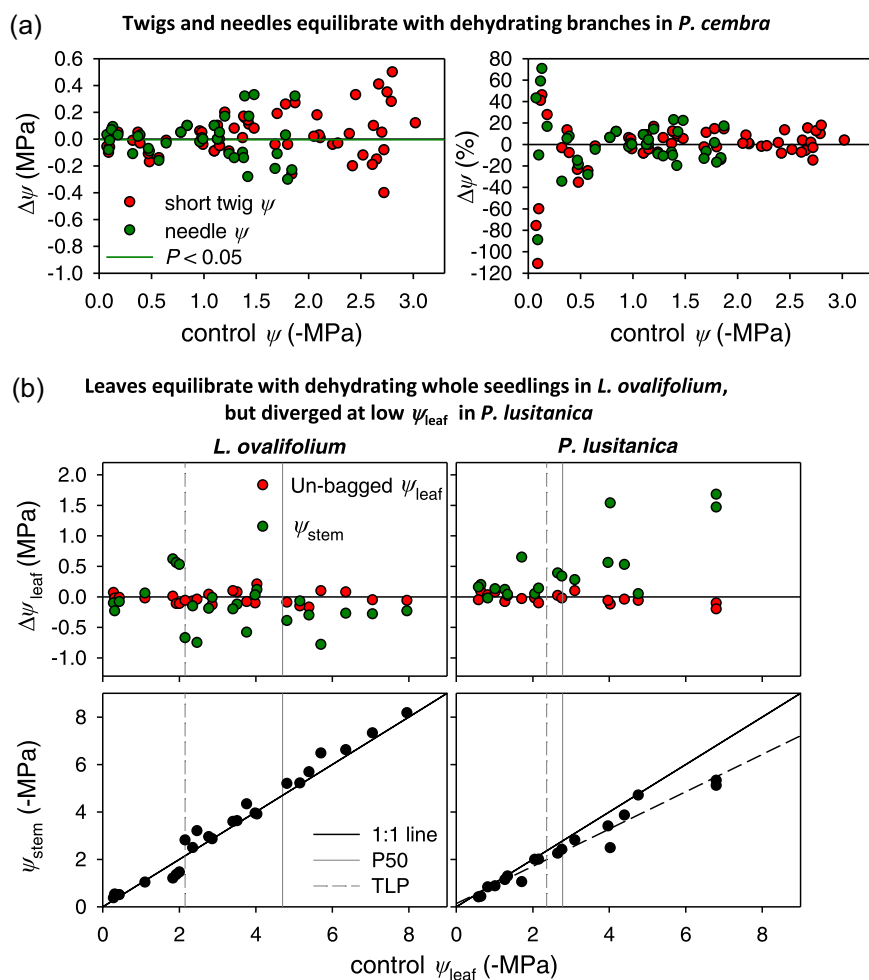 (a) Twigs and needles equilibrate with dehydrating branches in P. cembra
Δψ (MPa)
0.6
0.4
0.2
0.0
-0.2
-0.4
-0.6
-0.8
-1.0
short twig ψ
needle ψ
P < 0.05
0.0 0.5 1.0 1.5 2.0 2.5 3.0
control ψ (-MPa)
Δψ (%)
80
60
40
20
0
-20
-40
-60
-80
-100
-120
0.0 0.5 1.0 1.5 2.0 2.5 3.0
control ψ (-MPa)
(b) Leaves equilibrate with dehydrating whole seedlings in L. ovalifolium,
but diverged at low ψleaf in P. lusitanica
L. ovalifolium
P. lusitanica
Δψleaf (MPa)
2.0
1.5
1.0
0.5
0.0
-0.5
-1.0
Un-bagged ψleaf
ψstem
ψstem (-MPa)
8
6
4
2
0
1:1 line
P50
TLP
0 2 4 6 8
0 2 4 6 8
control ψleaf (-MPa)